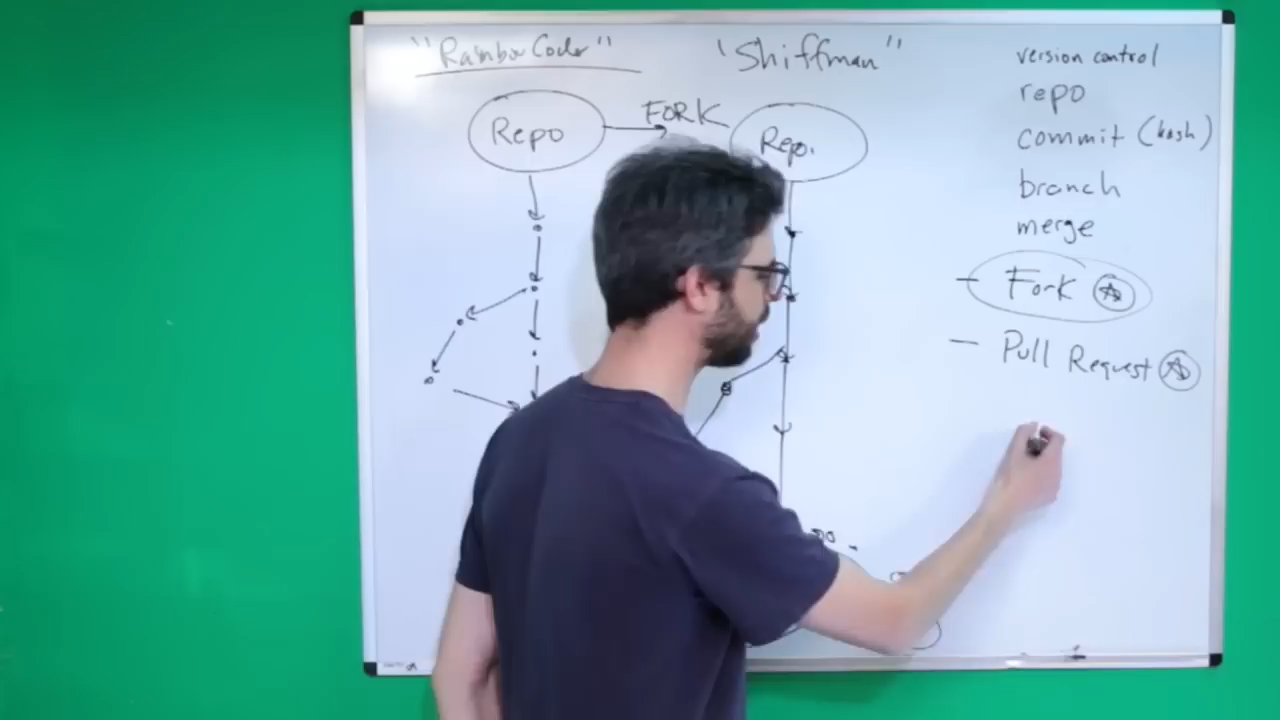 "Rainbow Coder" 'Shiffman"
Repo FORK Repo.
version control
repo
commit (hash)
branch
merge
- Fork
- Pull Request